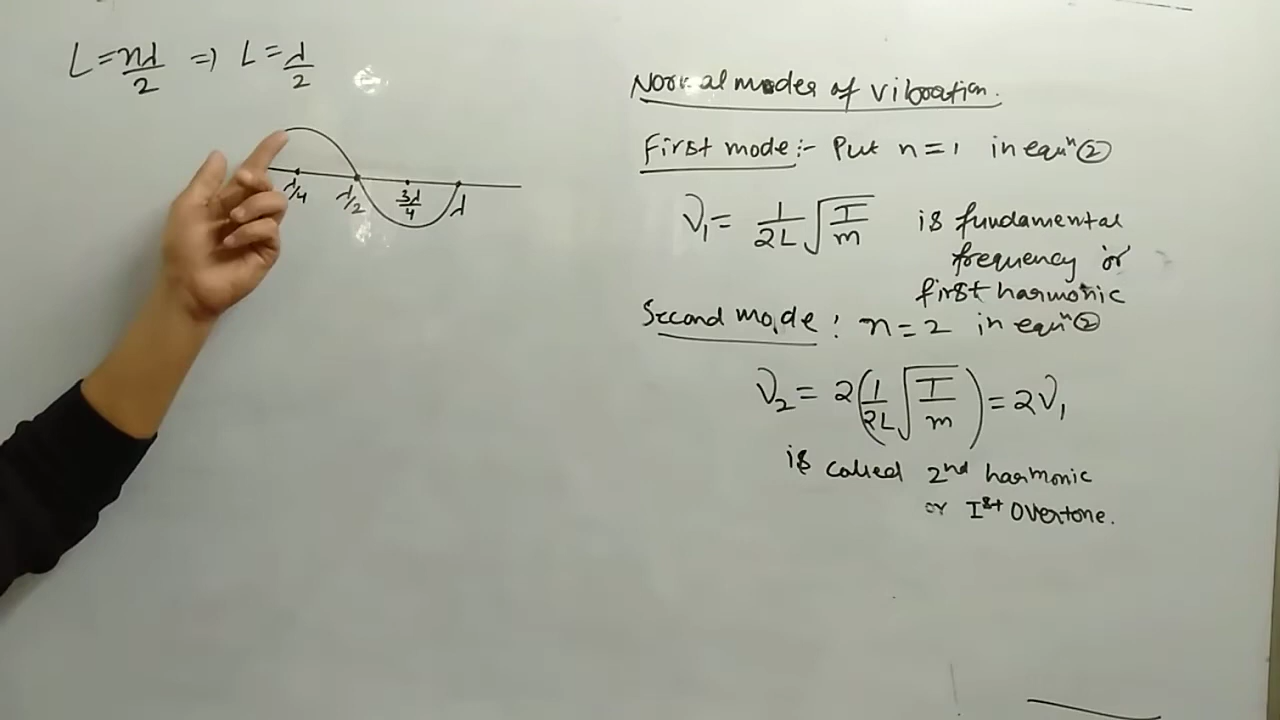 L = nλ/2 ⇒ L = λ/2
λ/4 λ/2 3λ/4 λ
Normal modes of vibration.
First mode :- Put n = 1 in equⁿ ②
ν₁ = 1/2L √(T/m) is fundamental
frequency or
first harmonic
Second mode : n = 2 in equⁿ ②
ν₂ = 2(1/2L √(T/m)) = 2ν₁
is called 2nd harmonic
or Ist overtone.